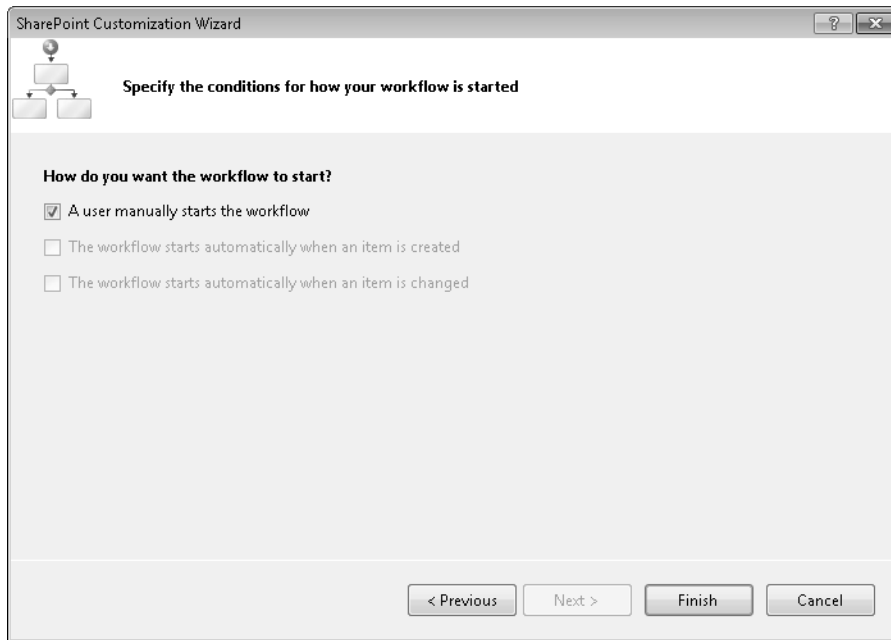 SharePoint Customization Wizard
?
Specify the conditions for how your workflow is started
How do you want the workflow to start?
A user manually starts the workflow
The workflow starts automatically when an item is created
The workflow starts automatically when an item is changed
< Previous Next > Finish Cancel